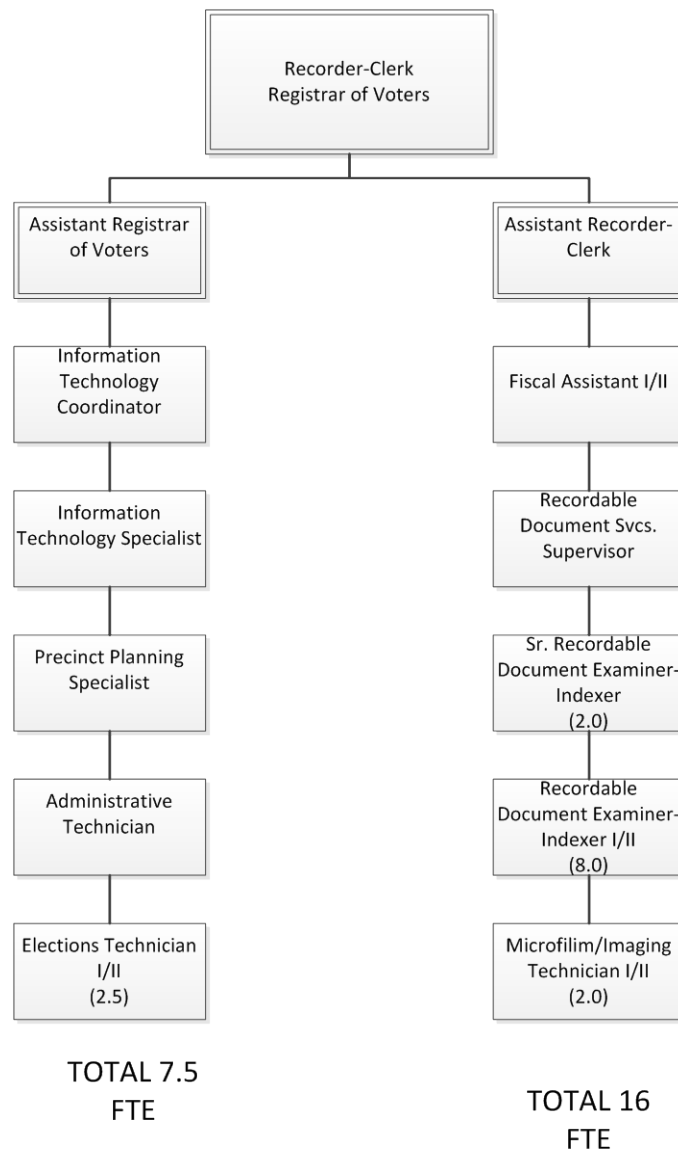 Recorder-Clerk
Registrar of Voters
Assistant Registrar
of Voters
Information
Technology
Coordinator
Information
Technology Specialist
Precinct Planning
Specialist
Administrative
Technician
Elections Technician
I/II
(2.5)
TOTAL 7.5
FTE
Assistant Recorder-
Clerk
Fiscal Assistant I/II
Recordable
Document Svcs.
Supervisor
Sr. Recordable
Document Examiner-
Indexer
(2.0)
Recordable
Document Examiner-
Indexer I/II
(8.0)
Microfilim/Imaging
Technician I/II
(2.0)
TOTAL 16
FTE